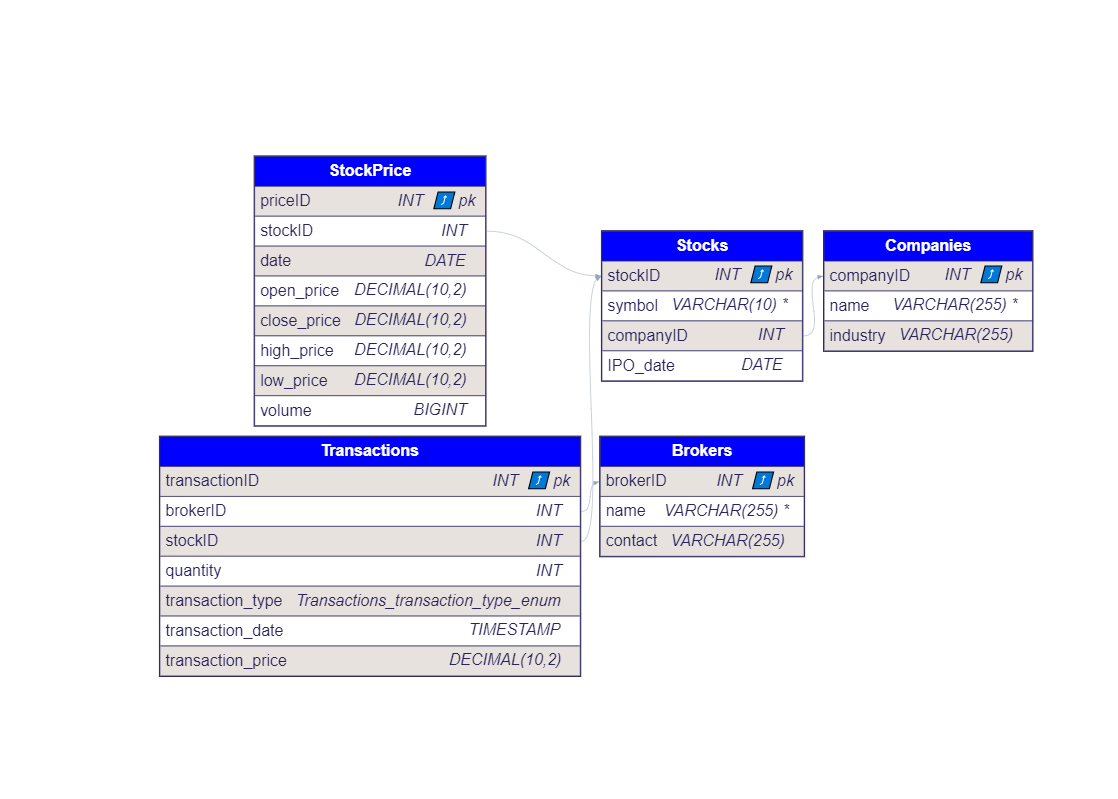 StockPrice
priceID INT pk
stockID INT
date DATE
open_price DECIMAL(10,2)
close_price DECIMAL(10,2)
high_price DECIMAL(10,2)
low_price DECIMAL(10,2)
volume BIGINT
Stocks
stockID INT pk
symbol VARCHAR(10) *
companyID INT
IPO_date DATE
Companies
companyID INT pk
name VARCHAR(255) *
industry VARCHAR(255)
Transactions
transactionID INT pk
brokerID INT
stockID INT
quantity INT
transaction_type Transactions_transaction_type_enum
transaction_date TIMESTAMP
transaction_price DECIMAL(10,2)
Brokers
brokerID INT pk
name VARCHAR(255) *
contact VARCHAR(255)